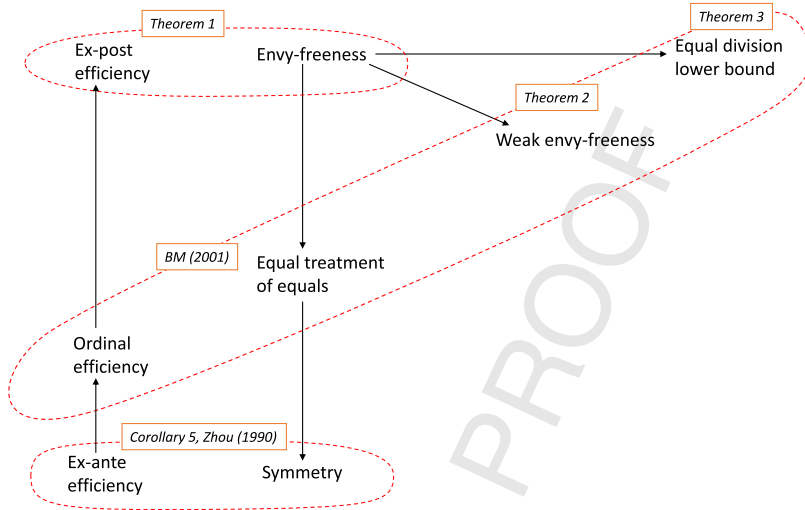 Theorem 1
Theorem 3
Ex-post
efficiency
Envy-freeness
Equal division
lower bound
Theorem 2
Weak envy-freeness
BM (2001)
Equal treatment
of equals
Ordinal
efficiency
Corollary 5, Zhou (1990)
Ex-ante
efficiency
Symmetry
PROOF